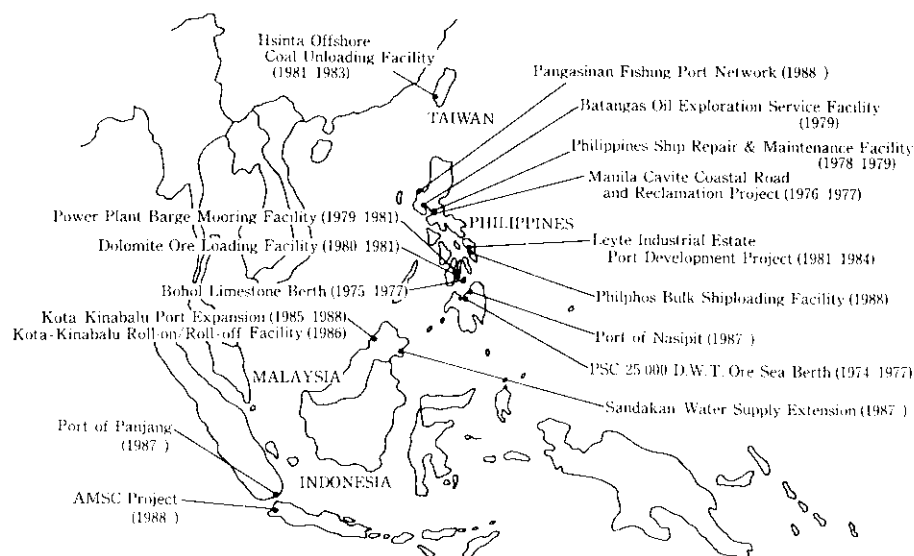 Hsinta Offshore
Coal Unloading Facility
(1981 1983)
TAIWAN
Pangasinan Fishing Port Network (1988 )
Batangas Oil Exploration Service Facility
(1979)
Philippines Ship Repair & Maintenance Facility
(1978 1979)
Manila Cavite Coastal Road
and Reclamation Project (1976 1977)
PHILIPPINES
Power Plant Barge Mooring Facility (1979 1981)
Dolomite Ore Loading Facility (1980 1981)
Bohol Limestone Berth (1975 1977)
Leyte Industrial Estate
Port Development Project (1981 1984)
Philphos Bulk Shiploading Facility (1988)
Port of Nasipit (1987 )
PSC 25 000 D.W.T. Ore Sea Berth (1974 1977)
Sandakan Water Supply Extension (1987 )
Kota Kinabalu Port Expansion (1985 1988)
Kota-Kinabalu Roll-on/Roll-off Facility (1986)
MALAYSIA
Port of Panjang
(1987 )
INDONESIA
AMSC Project
(1988 )